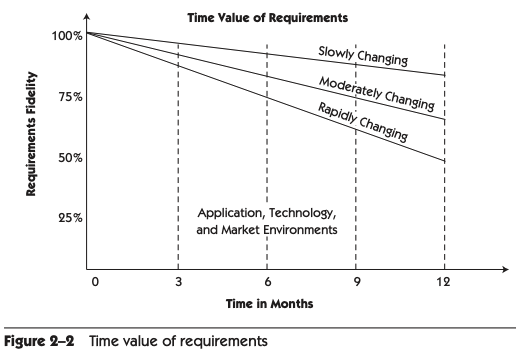 Time Value of Requirements
100%
75%
50%
25%
Requirements Fidelity
Slowly Changing
Moderately Changing
Rapidly Changing
Application, Technology,
and Market Environments
0 3 6 9 12
Time in Months
Figure 2–2 Time value of requirements